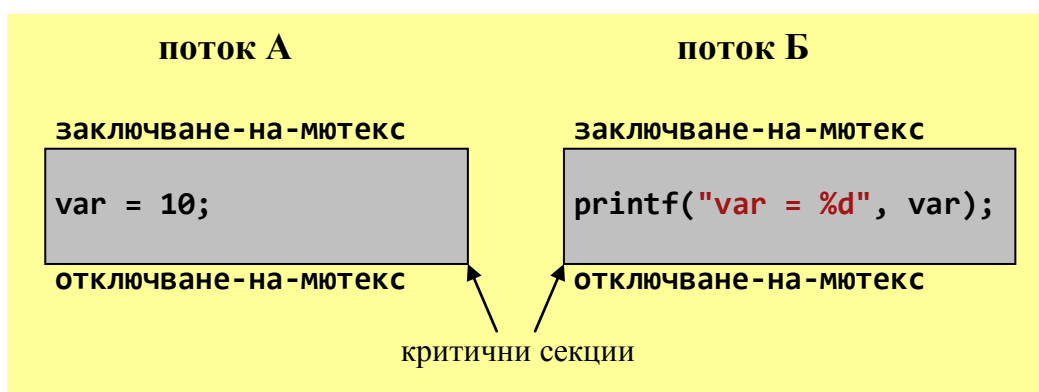 поток А поток Б
заключване-на-мютекс заключване-на-мютекс
var = 10; printf("var = %d", var);
отключване-на-мютекс отключване-на-мютекс
критични секции